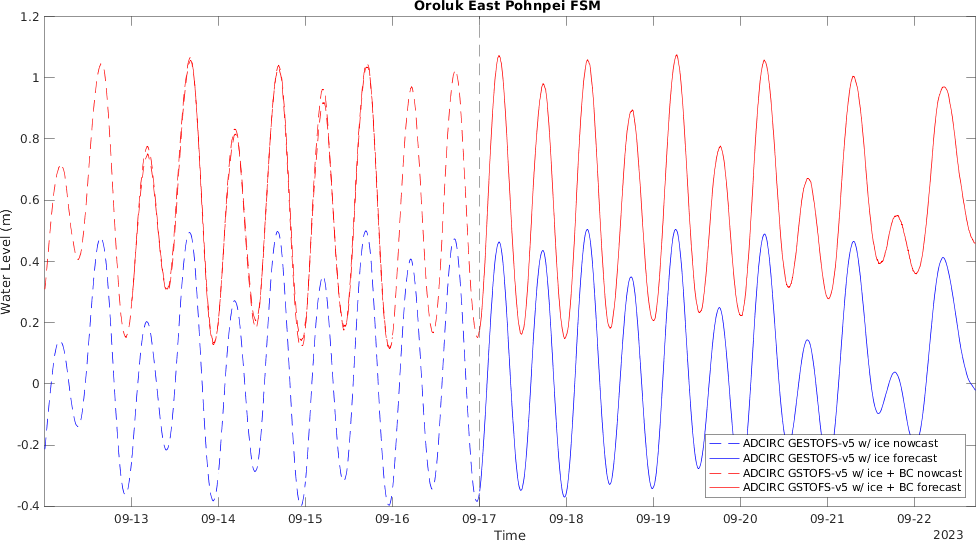 Oroluk East Pohnpei FSM
1.2
1
0.8
0.6
0.4
0.2
0
-0.2
-0.4
Water Level (m)
ADCIRC GESTOFS-v5 w/ ice nowcast
ADCIRC GESTOFS-v5 w/ ice forecast
ADCIRC GSTOFS-v5 w/ ice + BC nowcast
ADCIRC GSTOFS-v5 w/ ice + BC forecast
09-13 09-14 09-15 09-16 09-17 09-18 09-19 09-20 09-21 09-22
Time
2023